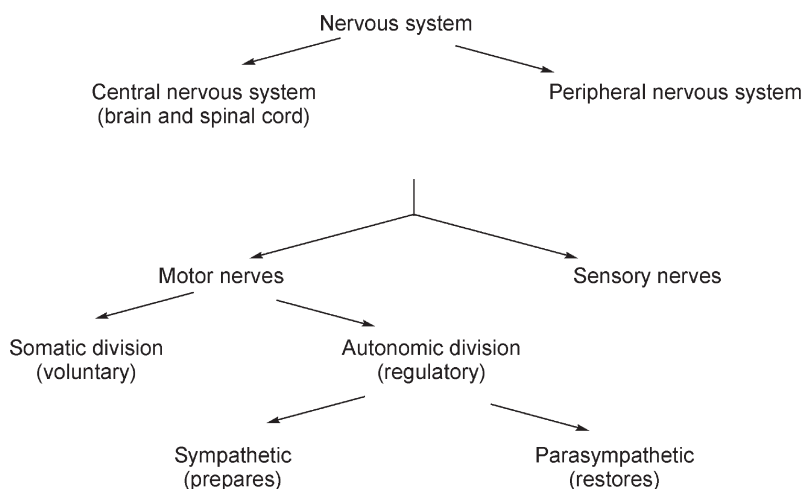 Nervous system
Central nervous system
(brain and spinal cord)
Peripheral nervous system
Motor nerves
Sensory nerves
Somatic division
(voluntary)
Autonomic division
(regulatory)
Sympathetic
(prepares)
Parasympathetic
(restores)